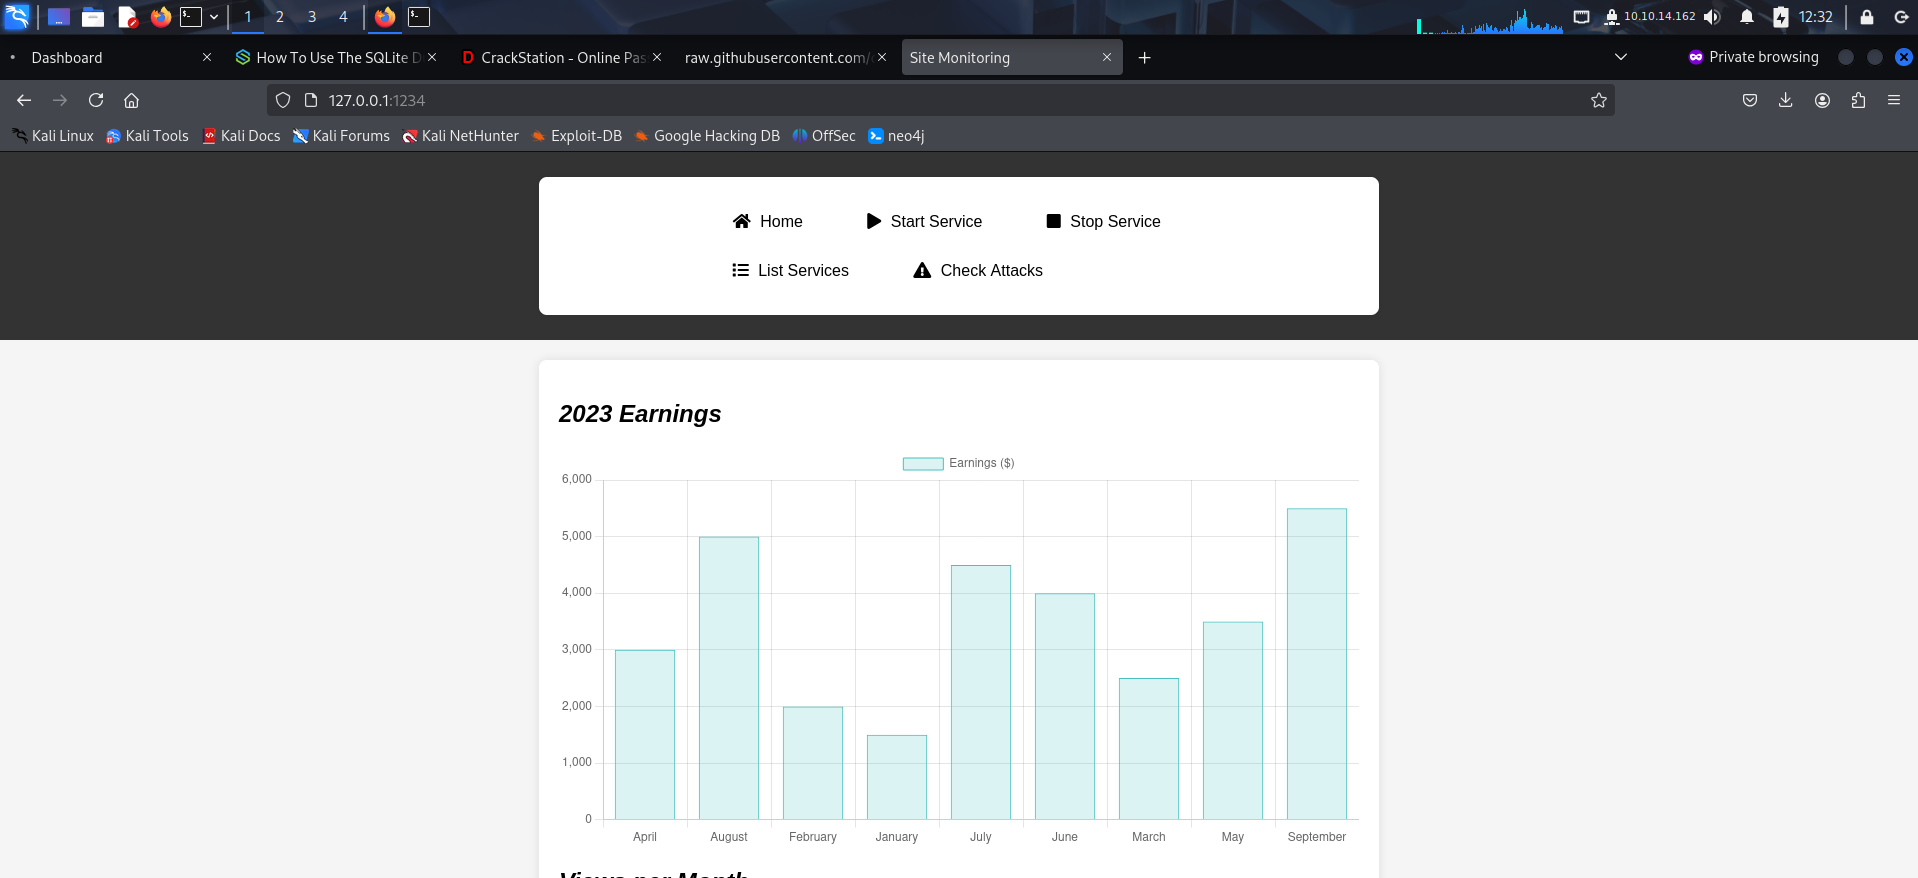 1 2 3 4 10.10.14.162 12:32
Dashboard How To Use The SQLite D CrackStation - Online Pas raw.githubusercontent.com/ Site Monitoring Private browsing
127.0.0.1:1234
Kali Linux Kali Tools Kali Docs Kali Forums Kali NetHunter Exploit-DB Google Hacking DB OffSec neo4j
Home Start Service Stop Service
List Services Check Attacks
2023 Earnings
Earnings ($)
6,000
5,000
4,000
3,000
2,000
1,000
0
April August February January July June March May September
Views per Month